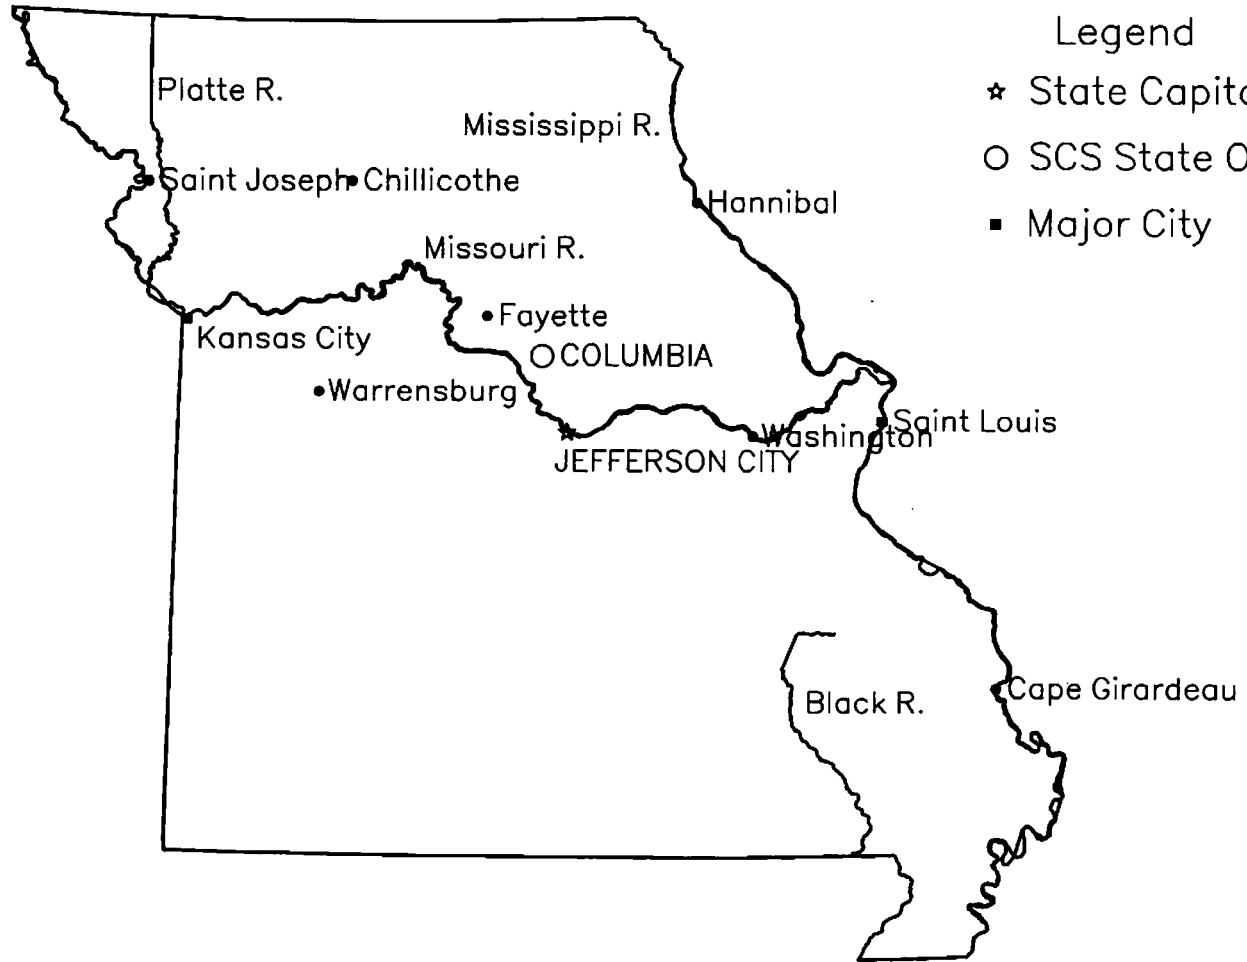 Legend
State Capito
SCS State O
Major City
Platte R.
Mississippi R.
Saint Joseph
Chillicothe
Hannibal
Missouri R.
Fayette
Kansas City
COLUMBIA
Warrensburg
Saint Louis
Washington
JEFFERSON CITY
Cape Girardeau
Black R.